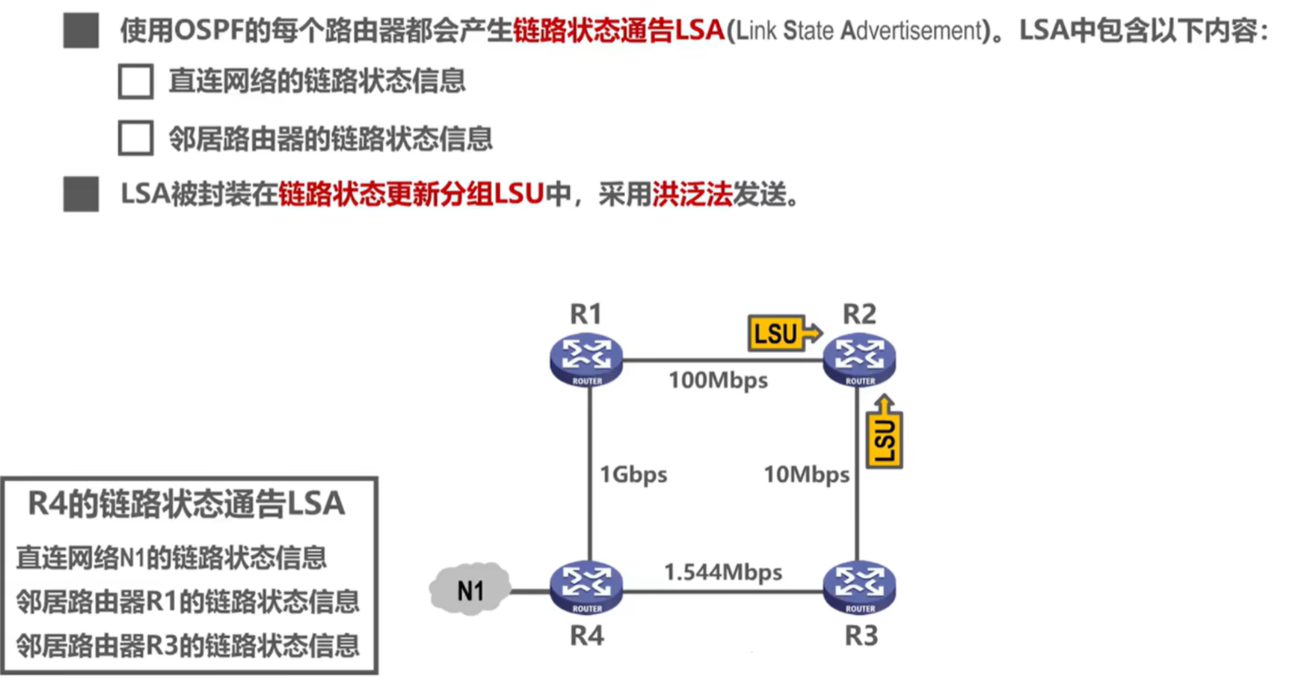 使用OSPF的每个路由器都会产生链路状态通告LSA(Link State Advertisement)。LSA中包含以下内容：
直连网络的链路状态信息
邻居路由器的链路状态信息
LSA被封装在链路状态更新分组LSU中，采用洪泛法发送。
R1
LSU
R2
ROUTER
ROUTER
100Mbps
LSU
1Gbps
10Mbps
R4的链路状态通告LSA
直连网络N1的链路状态信息
邻居路由器R1的链路状态信息
邻居路由器R3的链路状态信息
N1
1.544Mbps
ROUTER
ROUTER
R4
R3